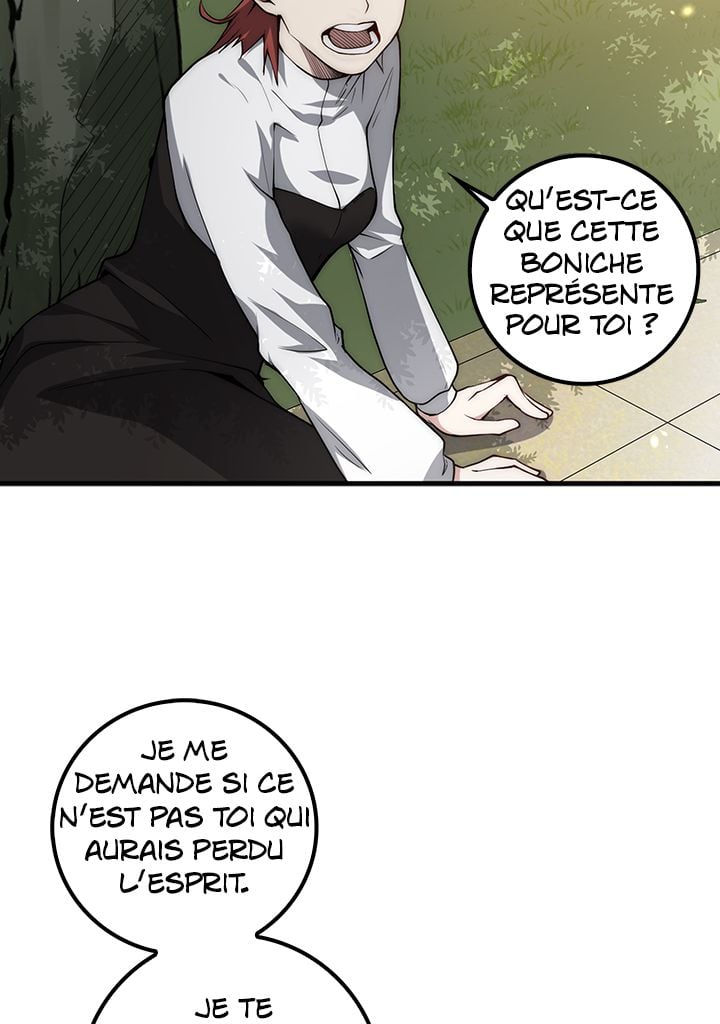 QU'EST-CE
QUE CETTE
BONICHE
REPRÉSENTE
POUR TOI ?
JE ME
DEMANDE SI CE
N'EST PAS TOI QUI
AURAIS PERDU
L'ESPRIT.
JE TE